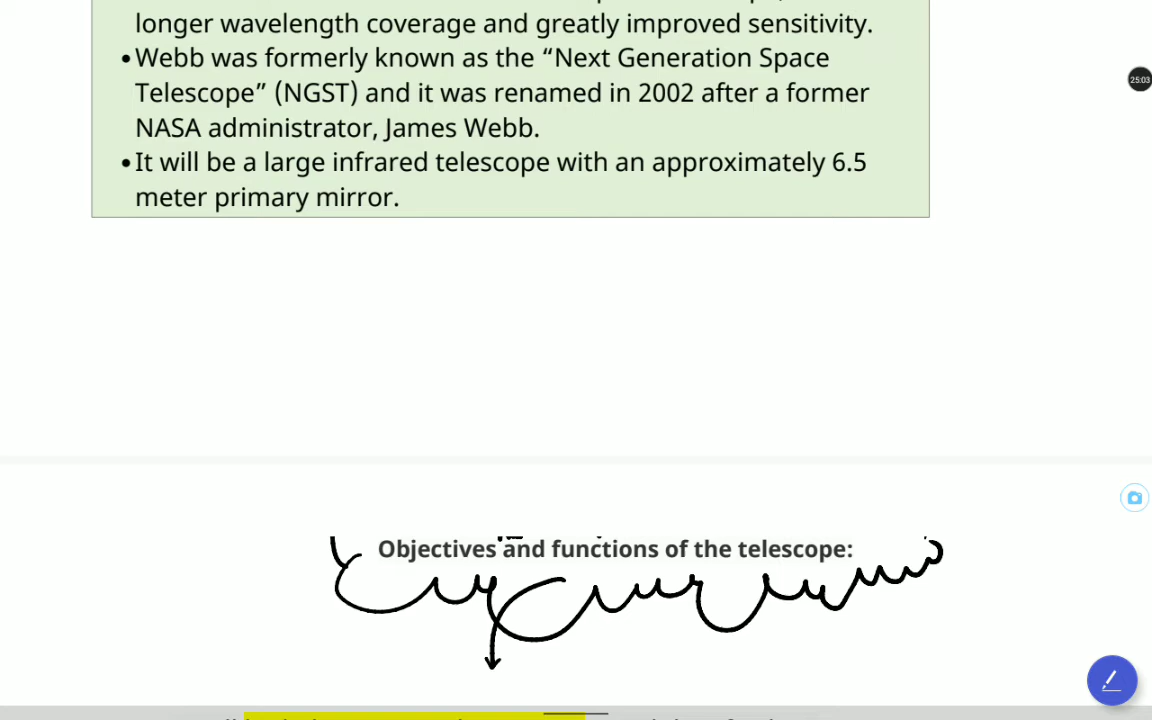 longer wavelength coverage and greatly improved sensitivity.
25:03
• Webb was formerly known as the “Next Generation Space
Telescope” (NGST) and it was renamed in 2002 after a former
NASA administrator, James Webb.
• It will be a large infrared telescope with an approximately 6.5
meter primary mirror.
Objectives and functions of the telescope: